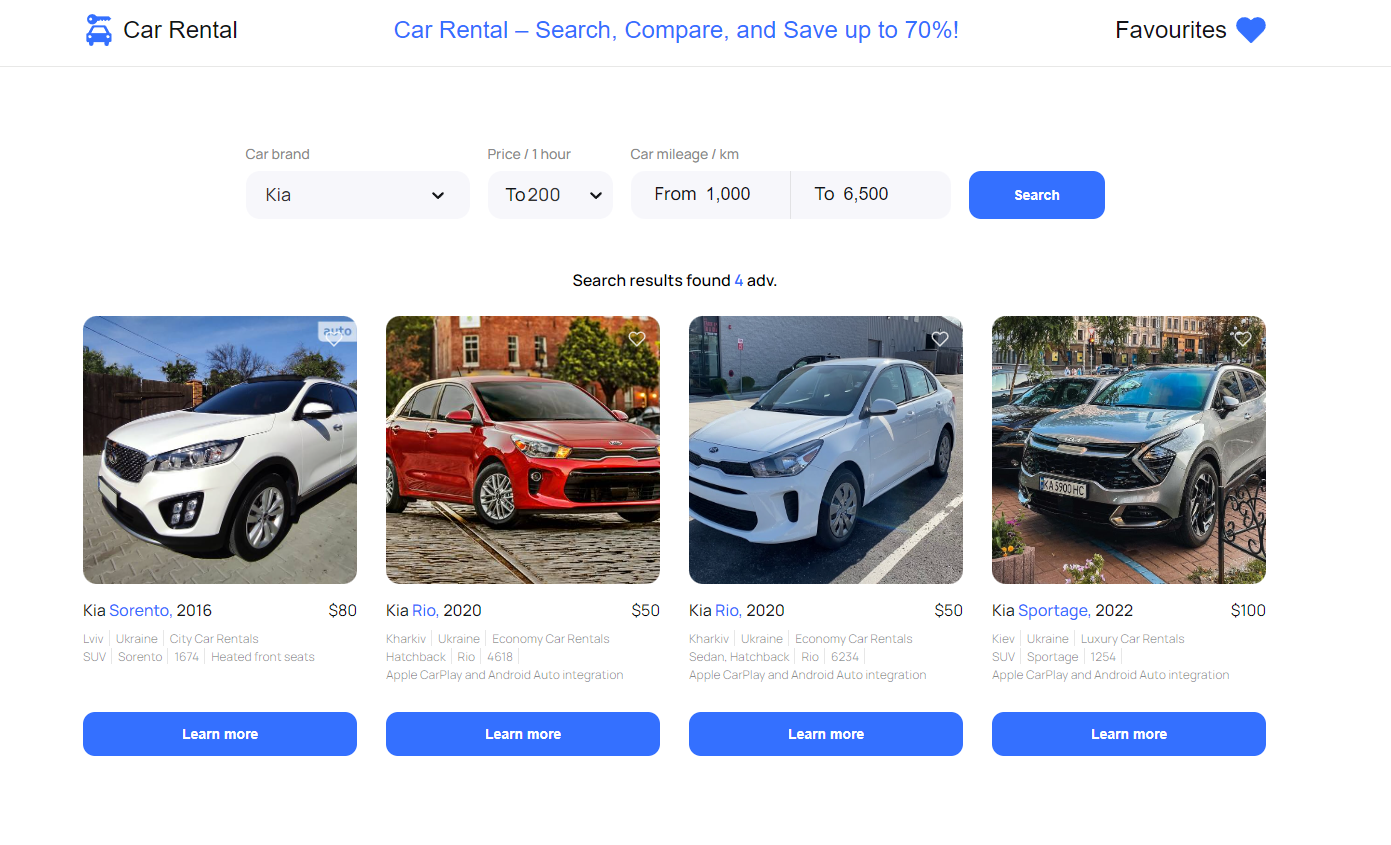 Car Rental
Car Rental – Search, Compare, and Save up to 70%!
Favourites
Car brand
Price / 1 hour
Car mileage / km
Kia
To 200
From 1,000
To 6,500
Search
Search results found 4 adv.
auto
KA 5900 HC
Kia Sorento, 2016 $80
Lviv Ukraine City Car Rentals
SUV Sorento 1674 Heated front seats
Learn more
Kia Rio, 2020 $50
Kharkiv Ukraine Economy Car Rentals
Hatchback Rio 4618
Apple CarPlay and Android Auto integration
Learn more
Kia Rio, 2020 $50
Kharkiv Ukraine Economy Car Rentals
Sedan, Hatchback Rio 6234
Apple CarPlay and Android Auto integration
Learn more
Kia Sportage, 2022 $100
Kiev Ukraine Luxury Car Rentals
SUV Sportage 1254
Apple CarPlay and Android Auto integration
Learn more